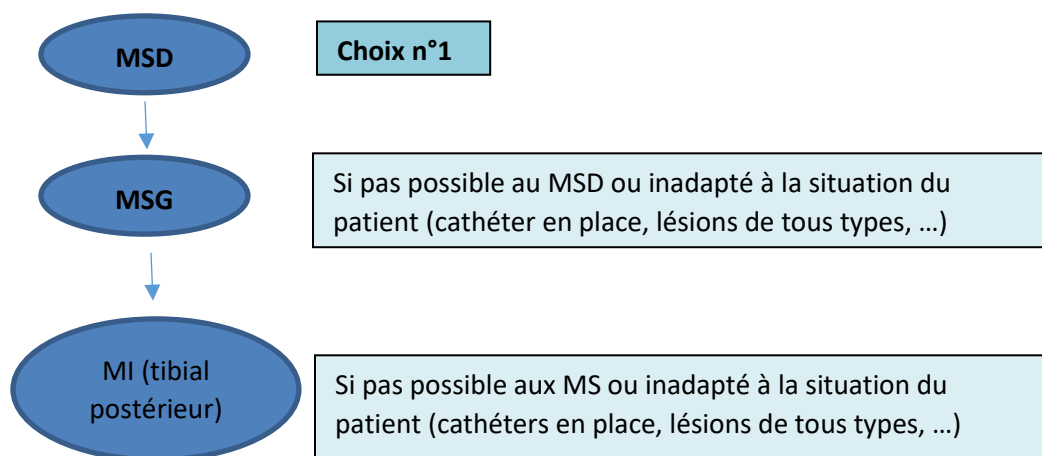 MSD
Choix n°1
MSG
Si pas possible au MSD ou inadapté à la situation du
patient (cathéter en place, lésions de tous types, …)
MI (tibial
postérieur)
Si pas possible aux MS ou inadapté à la situation du
patient (cathéters en place, lésions de tous types, …)